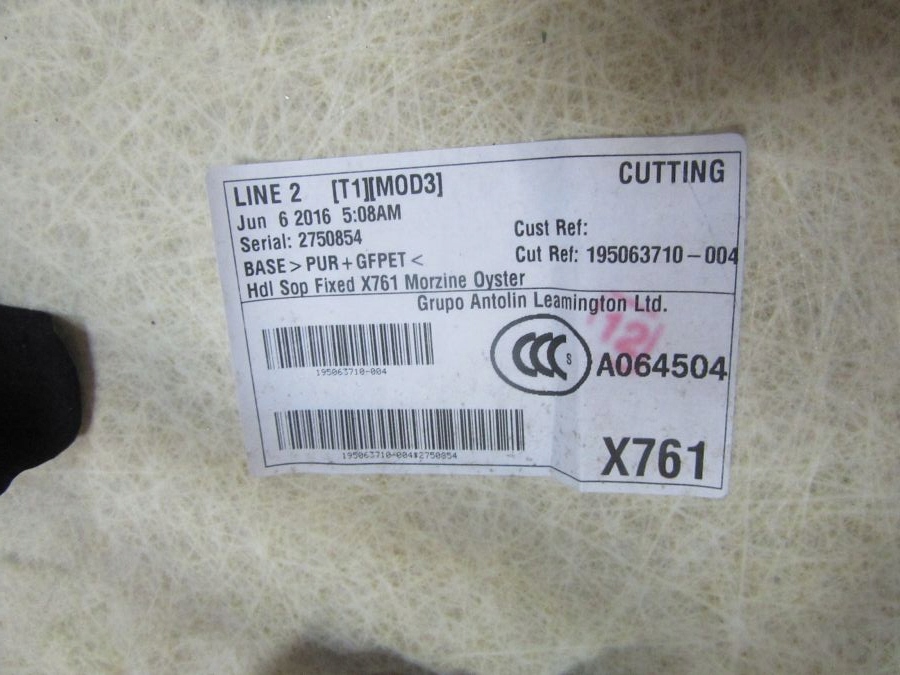 LINE 2 [T1][MOD3] CUTTING
Jun 6 2016 5:08AM
Serial: 2750854 Cust Ref:
BASE > PUR + GFPET < Cut Ref: 195063710-004
Hdl Sop Fixed X761 Morzine Oyster
Grupo Antolin Leamington Ltd.
195063710-004
CCC S A064504
195063710-004#2750854
X761